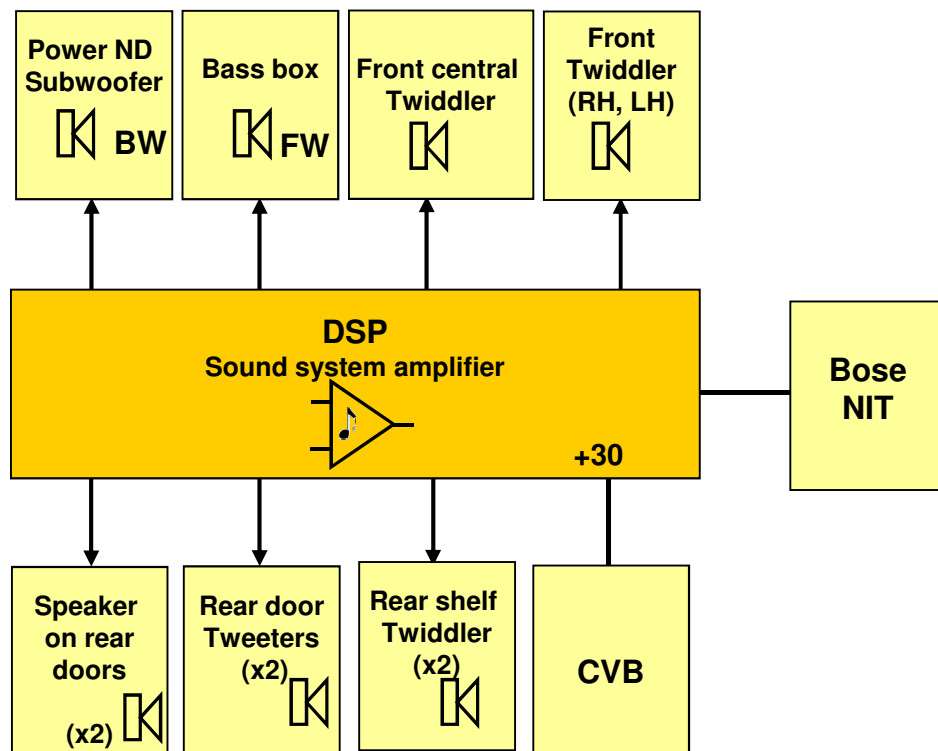 Power ND
Subwoofer
BW
Bass box
FW
Front central
Twiddler
Front
Twiddler
(RH, LH)
DSP
Sound system amplifier
+30
Bose
NIT
Speaker
on rear
doors
(x2)
Rear door
Tweeters
(x2)
Rear shelf
Twiddler
(x2)
CVB